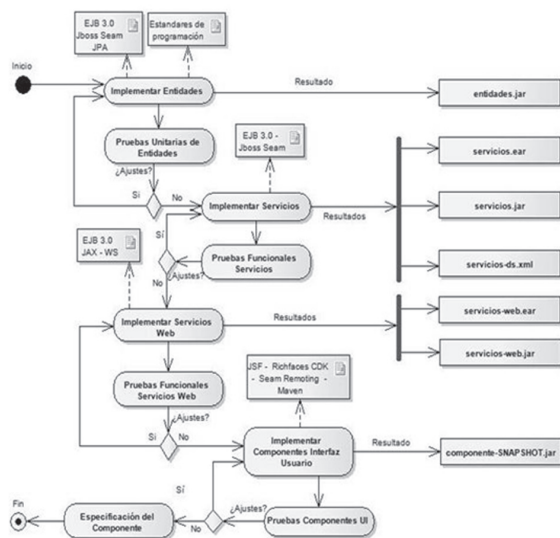 EJB 3.0
Jboss Seam
JPA
Estandares de
programación
Inicio
Implementar Entidades
Resultado
entidades.jar
Pruebas Unitarias de
Entidades
EJB 3.0 -
Jboss Seam
servicios.ear
¿Ajustes?
Si
No
Implementar Servicios
Resultados
servicios.jar
EJB 3.0
JAX - WS
Sí
Pruebas Funcionales
Servicios
¿Ajustes?
No
servicios-ds.xml
Implementar Servicios
Web
Resultados
servicios-web.ear
servicios-web.jar
JSF - Richfaces CDK
- Seam Remoting -
Maven
Pruebas Funcionales
Servicios Web
¿Ajustes?
Si
No
Implementar
Componentes Interfaz
Usuario
Resultado
componente-SNAPSHOT.jar
Sí
Fin
Especificación del
Componente
No
¿Ajustes?
Pruebas Componentes UI